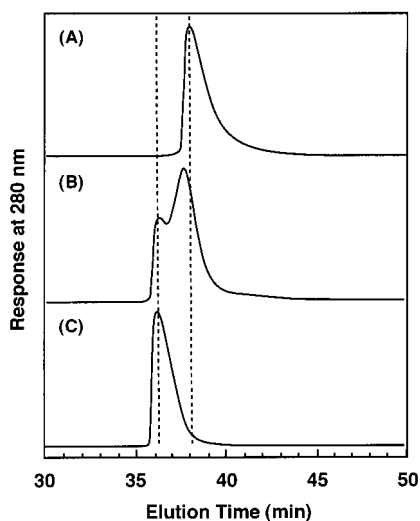 (A)
(B)
(C)
Response at 280 nm
30 35 40 45 50
Elution Time (min)